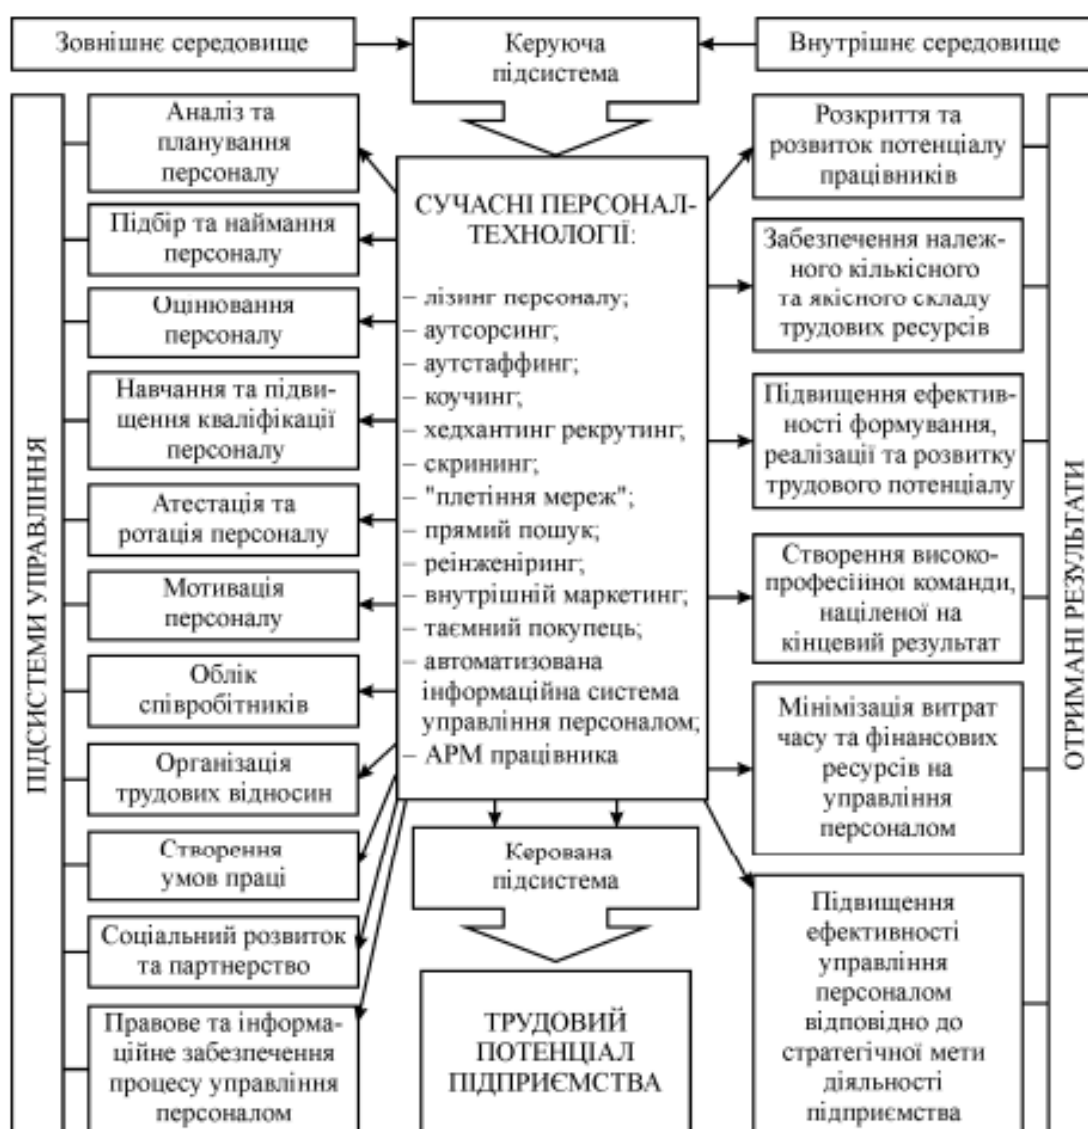 Зовнішнє середовище
Керуюча
підсистема
Внутрішнє середовище
ПІДСИСТЕМИ УПРАВЛІННЯ
Аналіз та
планування
персоналу
Підбір та наймання
персоналу
Оцінювання
персоналу
Навчання та підви-
щення кваліфікації
персоналу
Атестація та
ротація персоналу
Мотивація
персоналу
Облік
співробітників
Організація
трудових відносин
Створення
умов праці
Соціальний розвиток
та партнерство
Правове та інформа-
ційне забезпечення
процесу управління
персоналом
СУЧАСНІ ПЕРСОНАЛ-
ТЕХНОЛОГІЇ:
– лізинг персоналу;
– аутсорсинг;
– аутстаффинг;
– коучинг;
– хедхантинг рекрутинг;
– скрининг;
– "плетіння мереж";
– прямий пошук;
– реінженіринг;
– внутрішній маркетинг;
– таємний покупець;
– автоматизована
інформаційна система
управління персоналом;
– АРМ працівника
Керована
підсистема
ТРУДОВИЙ
ПОТЕНЦІАЛ
ПІДПРИЄМСТВА
Розкриття та
розвиток потенціалу
працівників
Забезпечення належ-
ного кількісного
та якісного складу
трудових ресурсів
Підвищення ефектив-
ності формування,
реалізації та розвитку
трудового потенціалу
Створення високо-
професійної команди,
націленої на
кінцевий результат
Мінімізація витрат
часу та фінансових
ресурсів на
управління
персоналом
Підвищення
ефективності
управління
персоналом
відповідно до
стратегічної мети
діяльності
підприємства
ОТРИМАНІ РЕЗУЛЬТАТИ